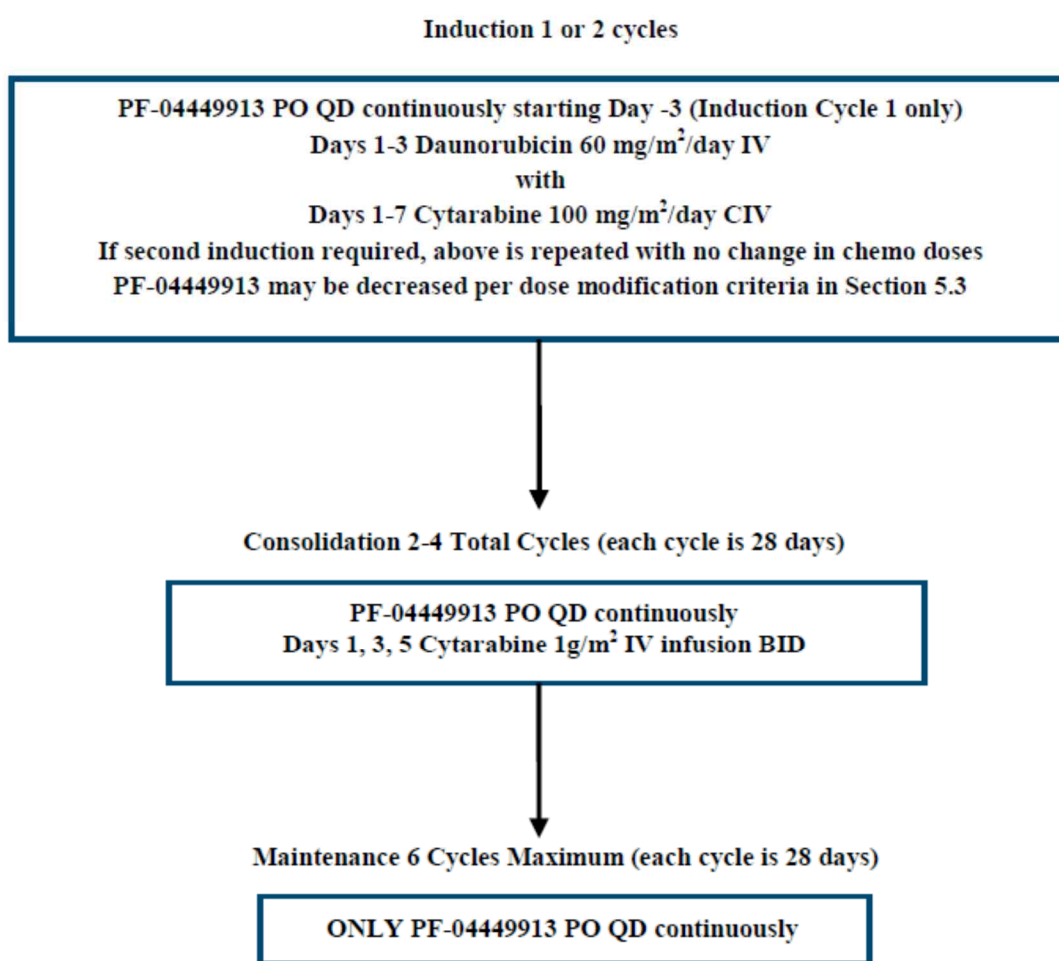 Induction 1 or 2 cycles
PF-04449913 PO QD continuously starting Day -3 (Induction Cycle 1 only)
Days 1-3 Daunorubicin 60 mg/m²/day IV
with
Days 1-7 Cytarabine 100 mg/m²/day CIV
If second induction required, above is repeated with no change in chemo doses
PF-04449913 may be decreased per dose modification criteria in Section 5.3
Consolidation 2-4 Total Cycles (each cycle is 28 days)
PF-04449913 PO QD continuously
Days 1, 3, 5 Cytarabine 1g/m² IV infusion BID
Maintenance 6 Cycles Maximum (each cycle is 28 days)
ONLY PF-04449913 PO QD continuously